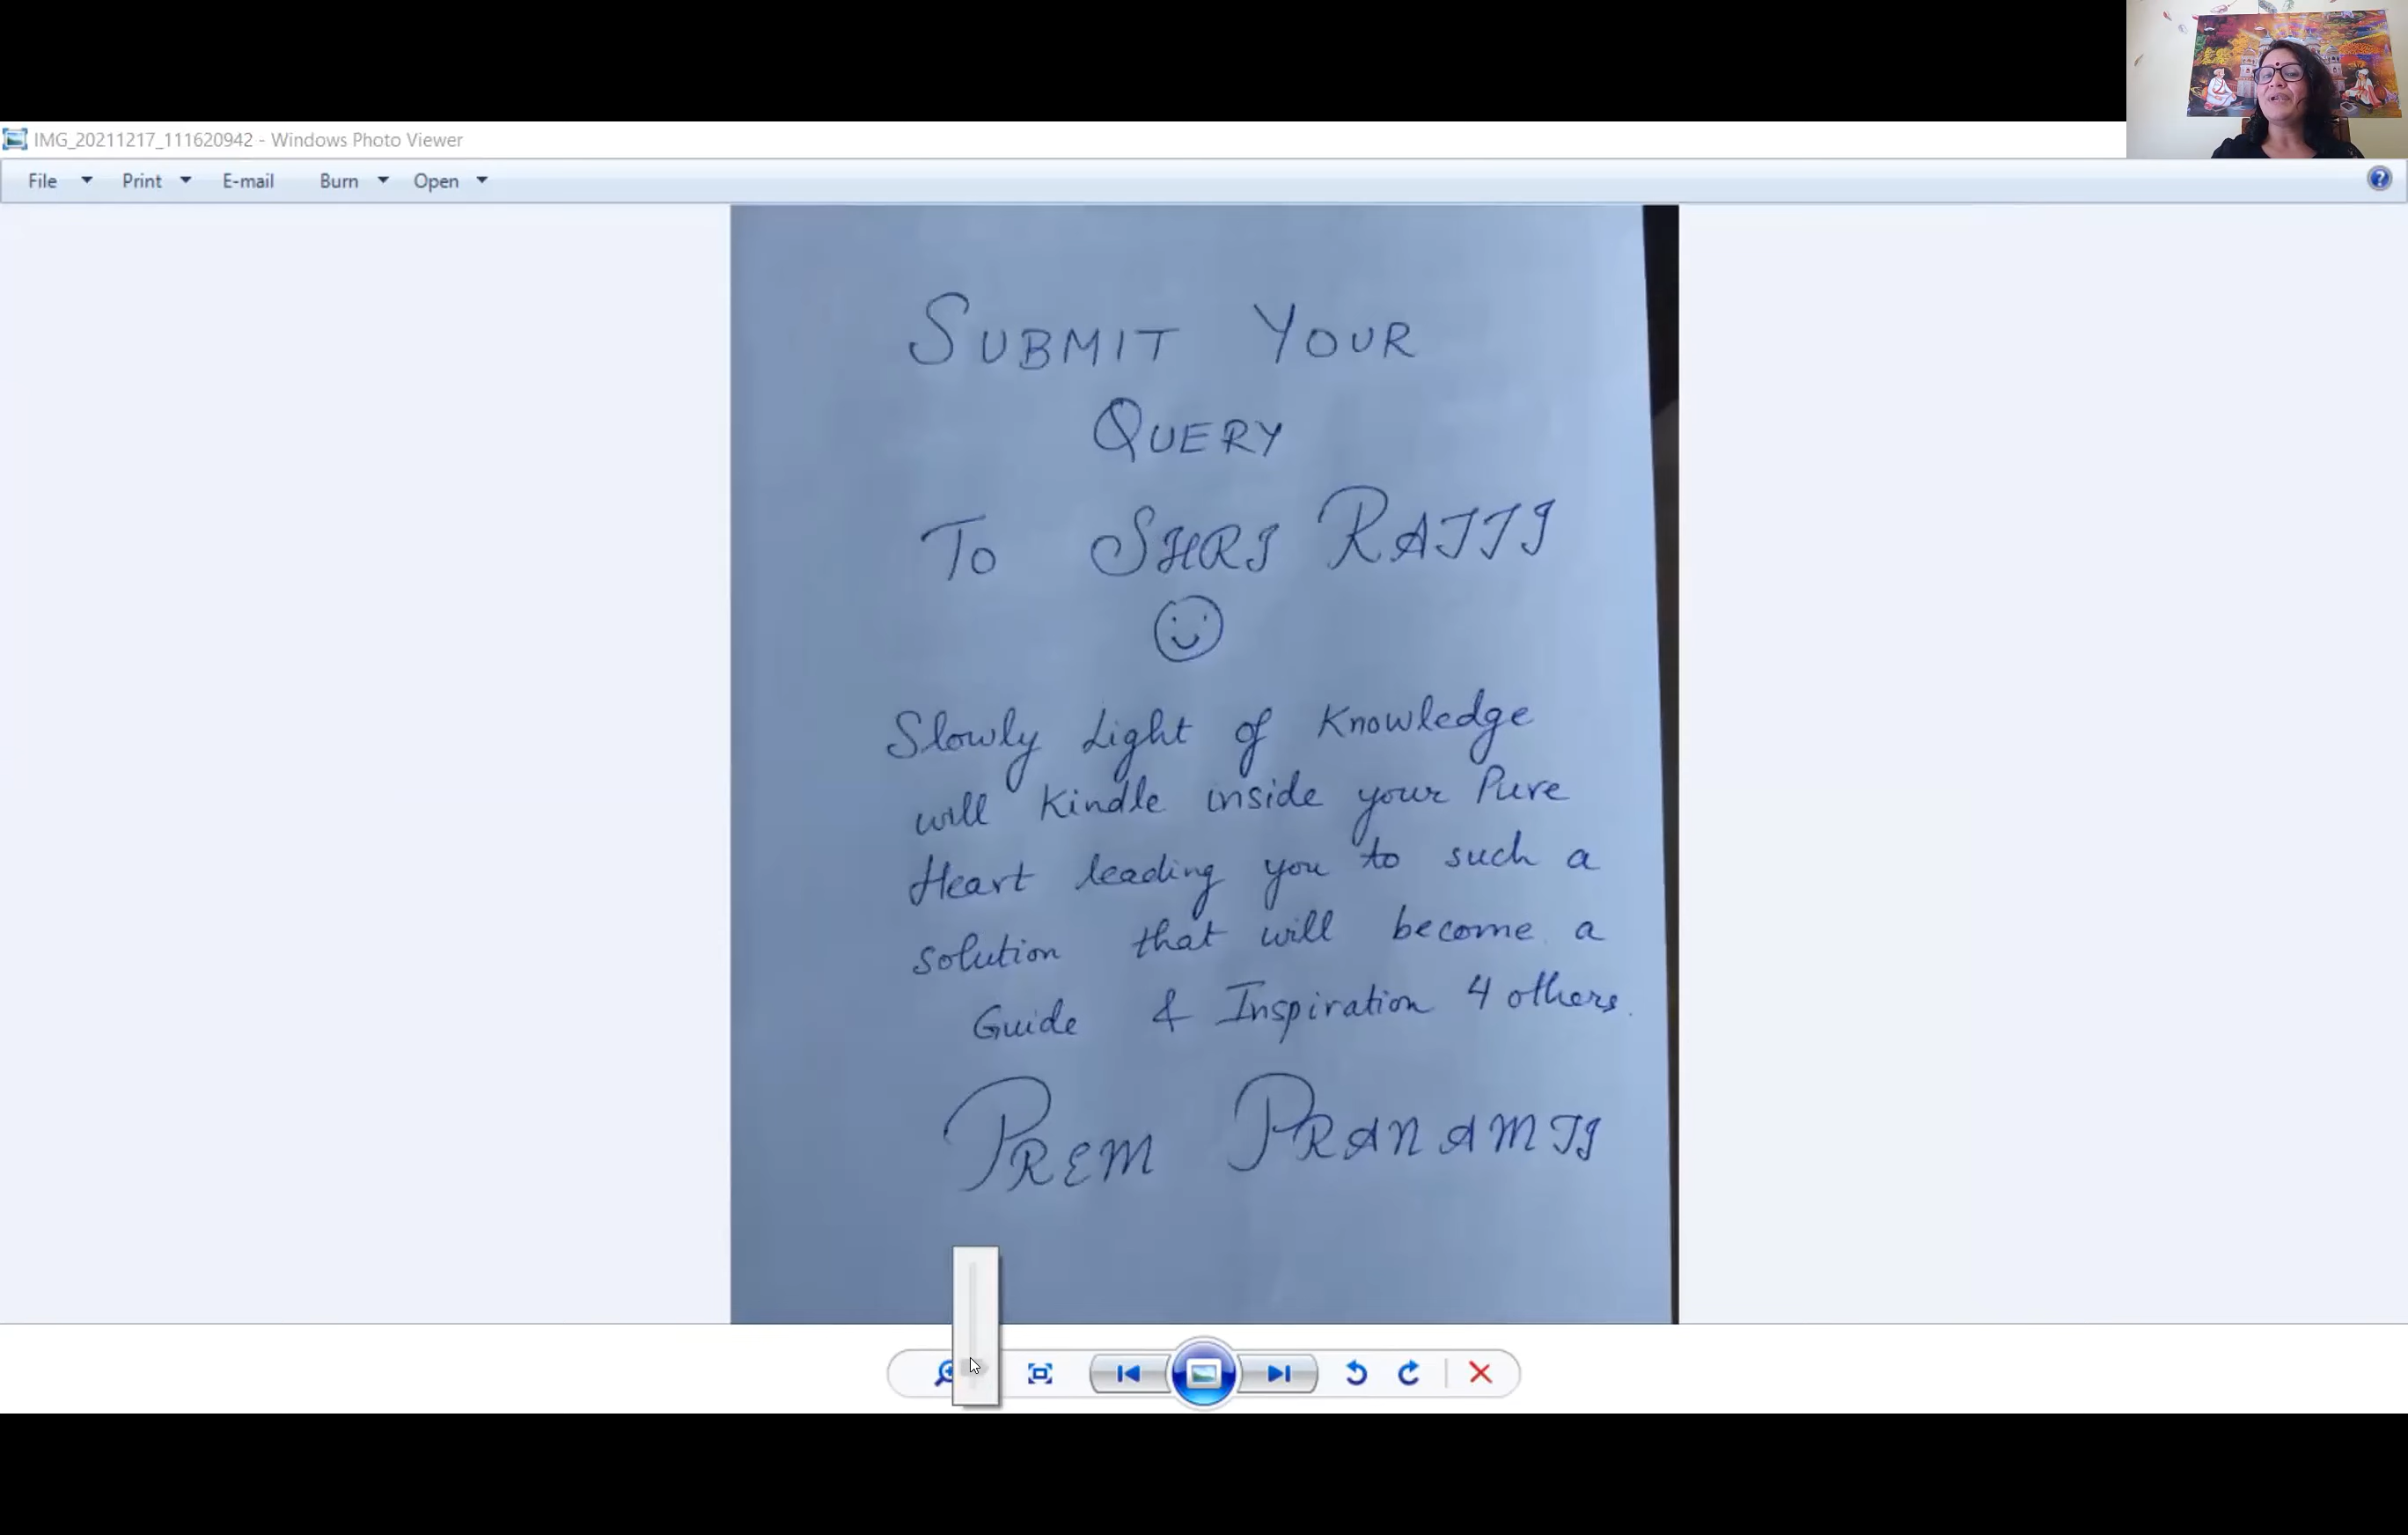 IMG_20211217_111620942 - Windows Photo Viewer
File Print E-mail Burn Open
SUBMIT YOUR
QUERY
TO SHRI RAJJI
Slowly Light of Knowledge
will Kindle inside your Pure
Heart leading you to such a
solution that will become a
Guide & Inspiration 4 others.
PREM PRANAMJI